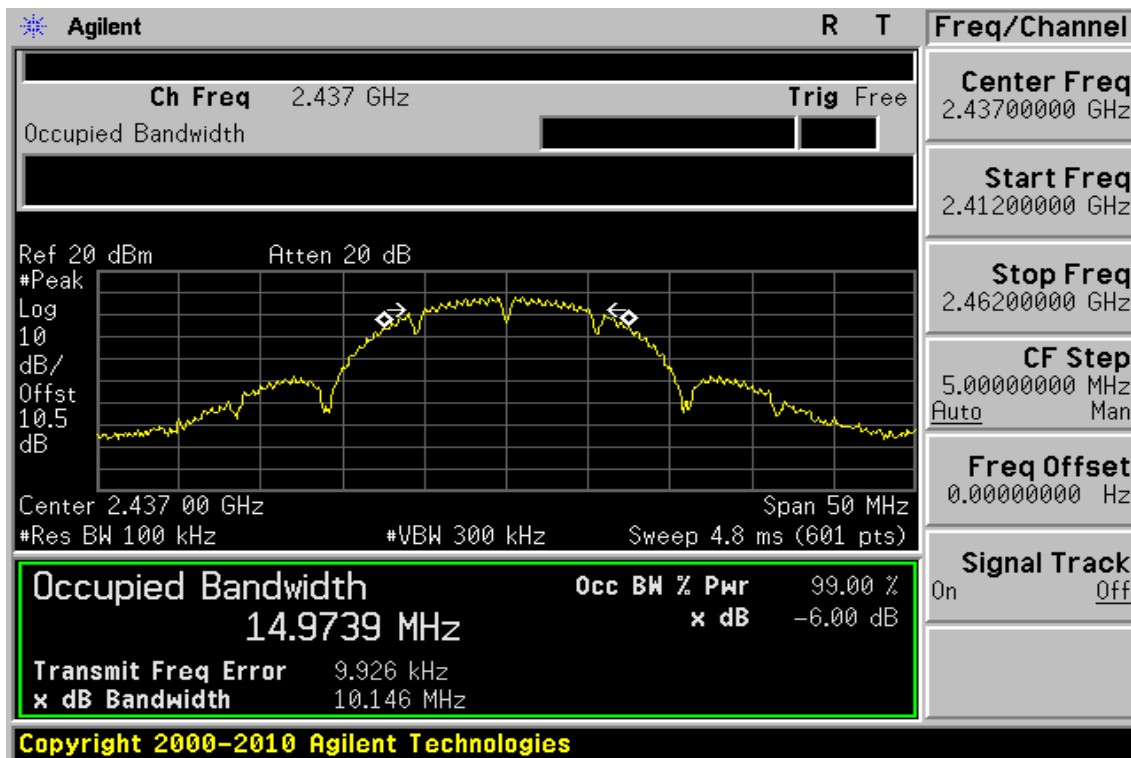 Agilent
R T
Ch Freq 2.437 GHz
Trig Free
Occupied Bandwidth
Ref 20 dBm
Atten 20 dB
#Peak
Log
10
dB/
Offst
10.5
dB
Center 2.437 00 GHz
Span 50 MHz
#Res BW 100 kHz
#VBW 300 kHz
Sweep 4.8 ms (601 pts)
Occupied Bandwidth
14.9739 MHz
Occ BW % Pwr 99.00 %
x dB -6.00 dB
Transmit Freq Error 9.926 kHz
x dB Bandwidth 10.146 MHz
Copyright 2000-2010 Agilent Technologies
Freq/Channel
Center Freq
2.43700000 GHz
Start Freq
2.41200000 GHz
Stop Freq
2.46200000 GHz
CF Step
5.00000000 MHz
Auto Man
Freq Offset
0.00000000 Hz
Signal Track
On Off